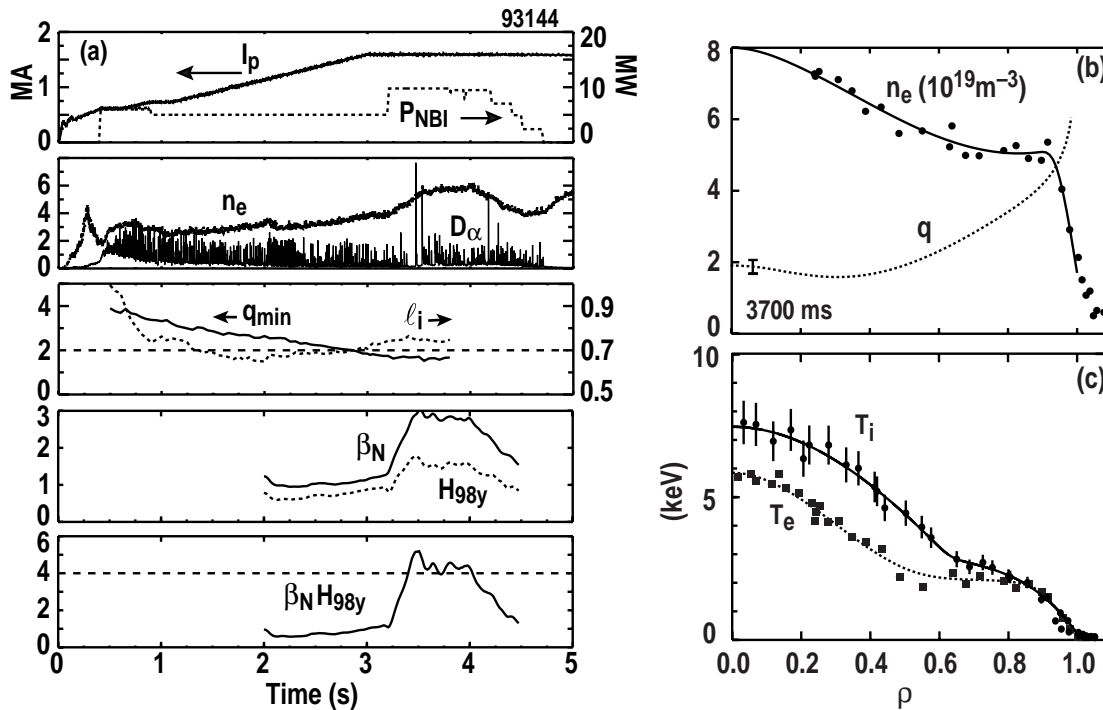 93144
(a)
MA
2
1
0
I_p
P_NBI
20
10
0
MW
6
4
2
0
n_e
D_α
4
2
0
q_min
ℓ_i
0.9
0.7
0.5
3
2
1
0
β_N
H_98y
6
4
2
0
β_N H_98y
0 1 2 3 4 5
Time (s)
(b)
8
6
4
2
0
n_e (10^19 m^−3)
q
3700 ms
(c)
10
5
0
(keV)
T_i
T_e
0.0 0.2 0.4 0.6 0.8 1.0
ρ